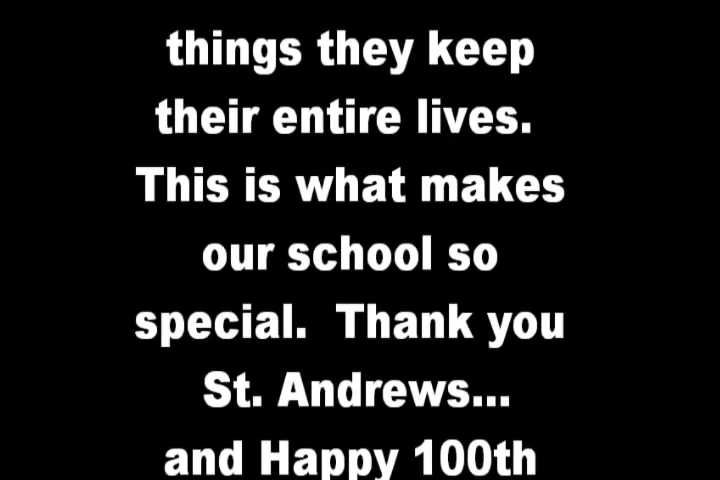 things they keep
their entire lives.
This is what makes
our school so
special.  Thank you
St. Andrews...
and Happy 100th